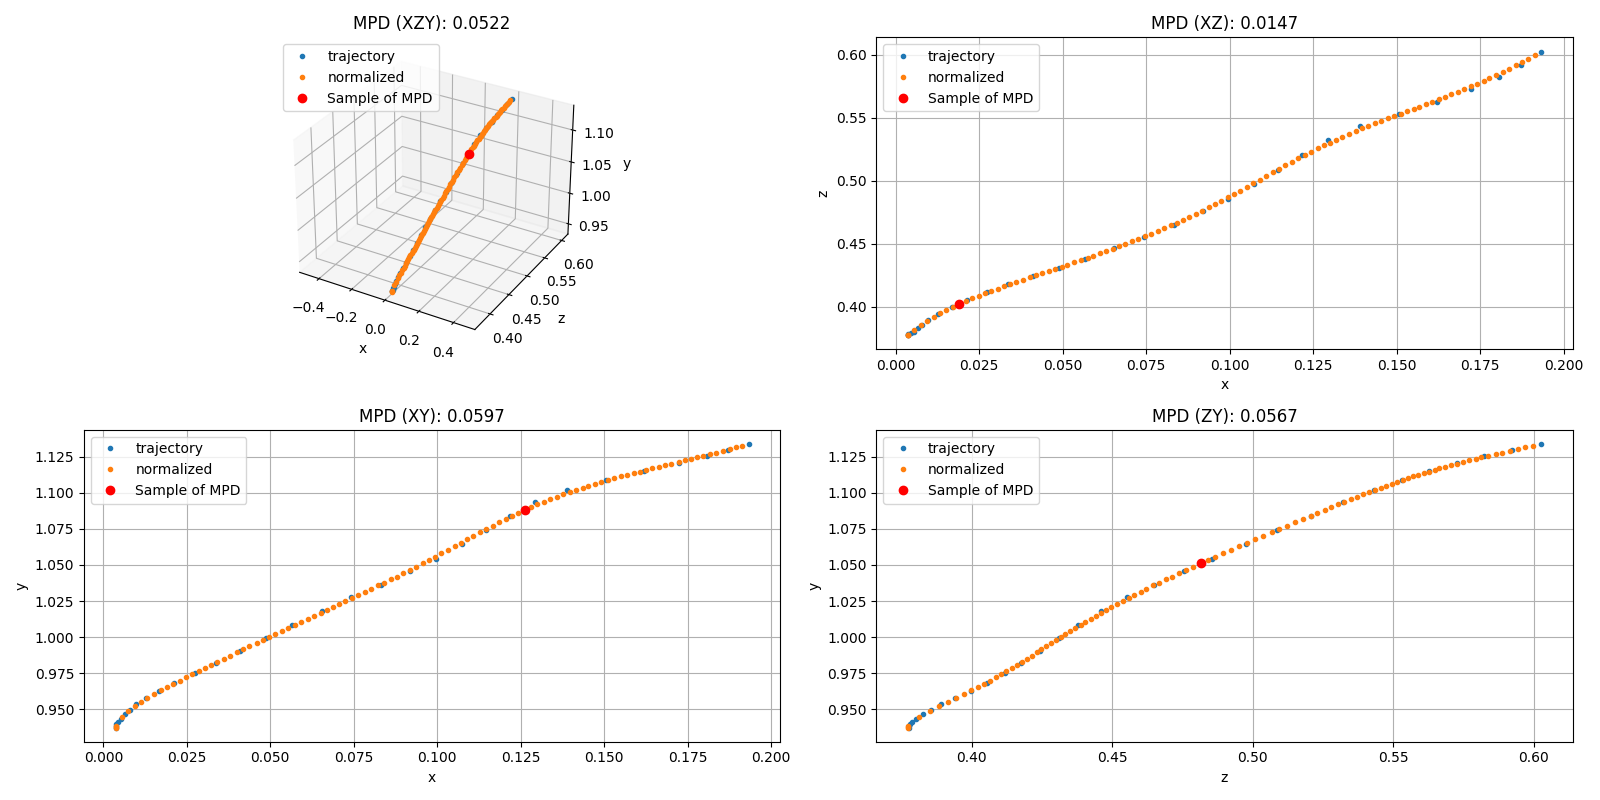 MPD (XZY): 0.0522
trajectory
normalized
Sample of MPD
1.10
1.05
1.00
0.95
y
0.60
0.55
0.50
0.45
0.40
z
−0.4
−0.2
0.0
0.2
0.4
x
MPD (XZ): 0.0147
trajectory
normalized
Sample of MPD
0.60
0.55
0.50
0.45
0.40
z
0.000 0.025 0.050 0.075 0.100 0.125 0.150 0.175 0.200
x
MPD (XY): 0.0597
trajectory
normalized
Sample of MPD
1.125
1.100
1.075
1.050
1.025
1.000
0.975
0.950
y
0.000 0.025 0.050 0.075 0.100 0.125 0.150 0.175 0.200
x
MPD (ZY): 0.0567
trajectory
normalized
Sample of MPD
1.125
1.100
1.075
1.050
1.025
1.000
0.975
0.950
y
0.40 0.45 0.50 0.55 0.60
z